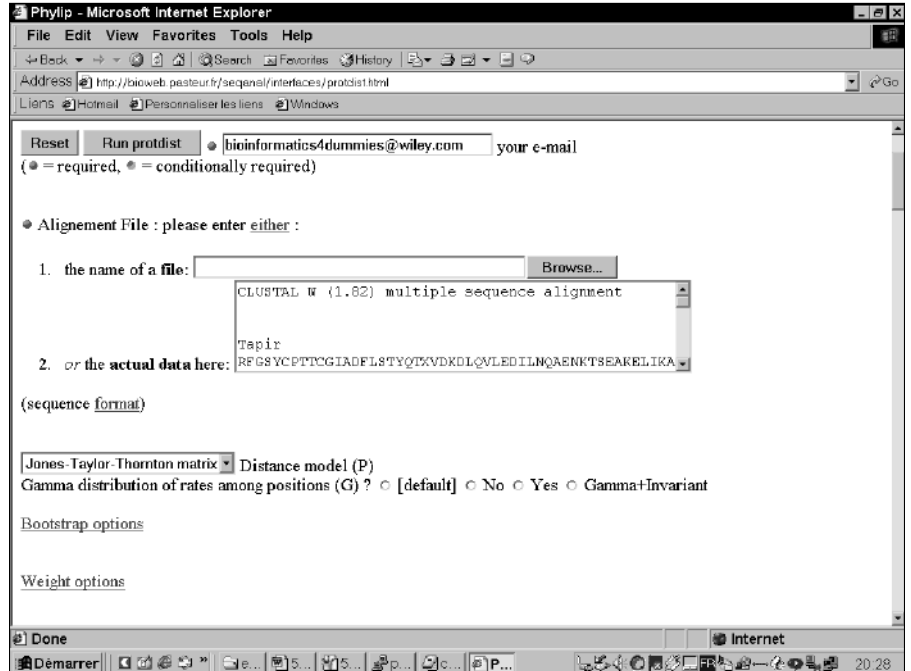 Phylip - Microsoft Internet Explorer
File Edit View Favorites Tools Help
Back Search Favorites History
Address http://bioweb.pasteur.fr/seqanal/interfaces/protdist.html Go
Liens Hotmail Personnaliser les liens Windows
Reset Run protdist bioinformatics4dummies@wiley.com your e-mail
( = required, = conditionally required)
Alignement File : please enter either :
1. the name of a file: Browse...
CLUSTAL W (1.82) multiple sequence alignment
Tapir
2. or the actual data here: RFGSYCPTTCGIADFLSTYQTXVDKDLQVLEDILNQAENKTSEAKELIKA
(sequence format)
Jones-Taylor-Thornton matrix Distance model (P)
Gamma distribution of rates among positions (G) ? [default] No Yes Gamma+Invariant
Bootstrap options
Weight options
Done Internet
Démarrer e... 5... 5... p... c... P... FR 20:28